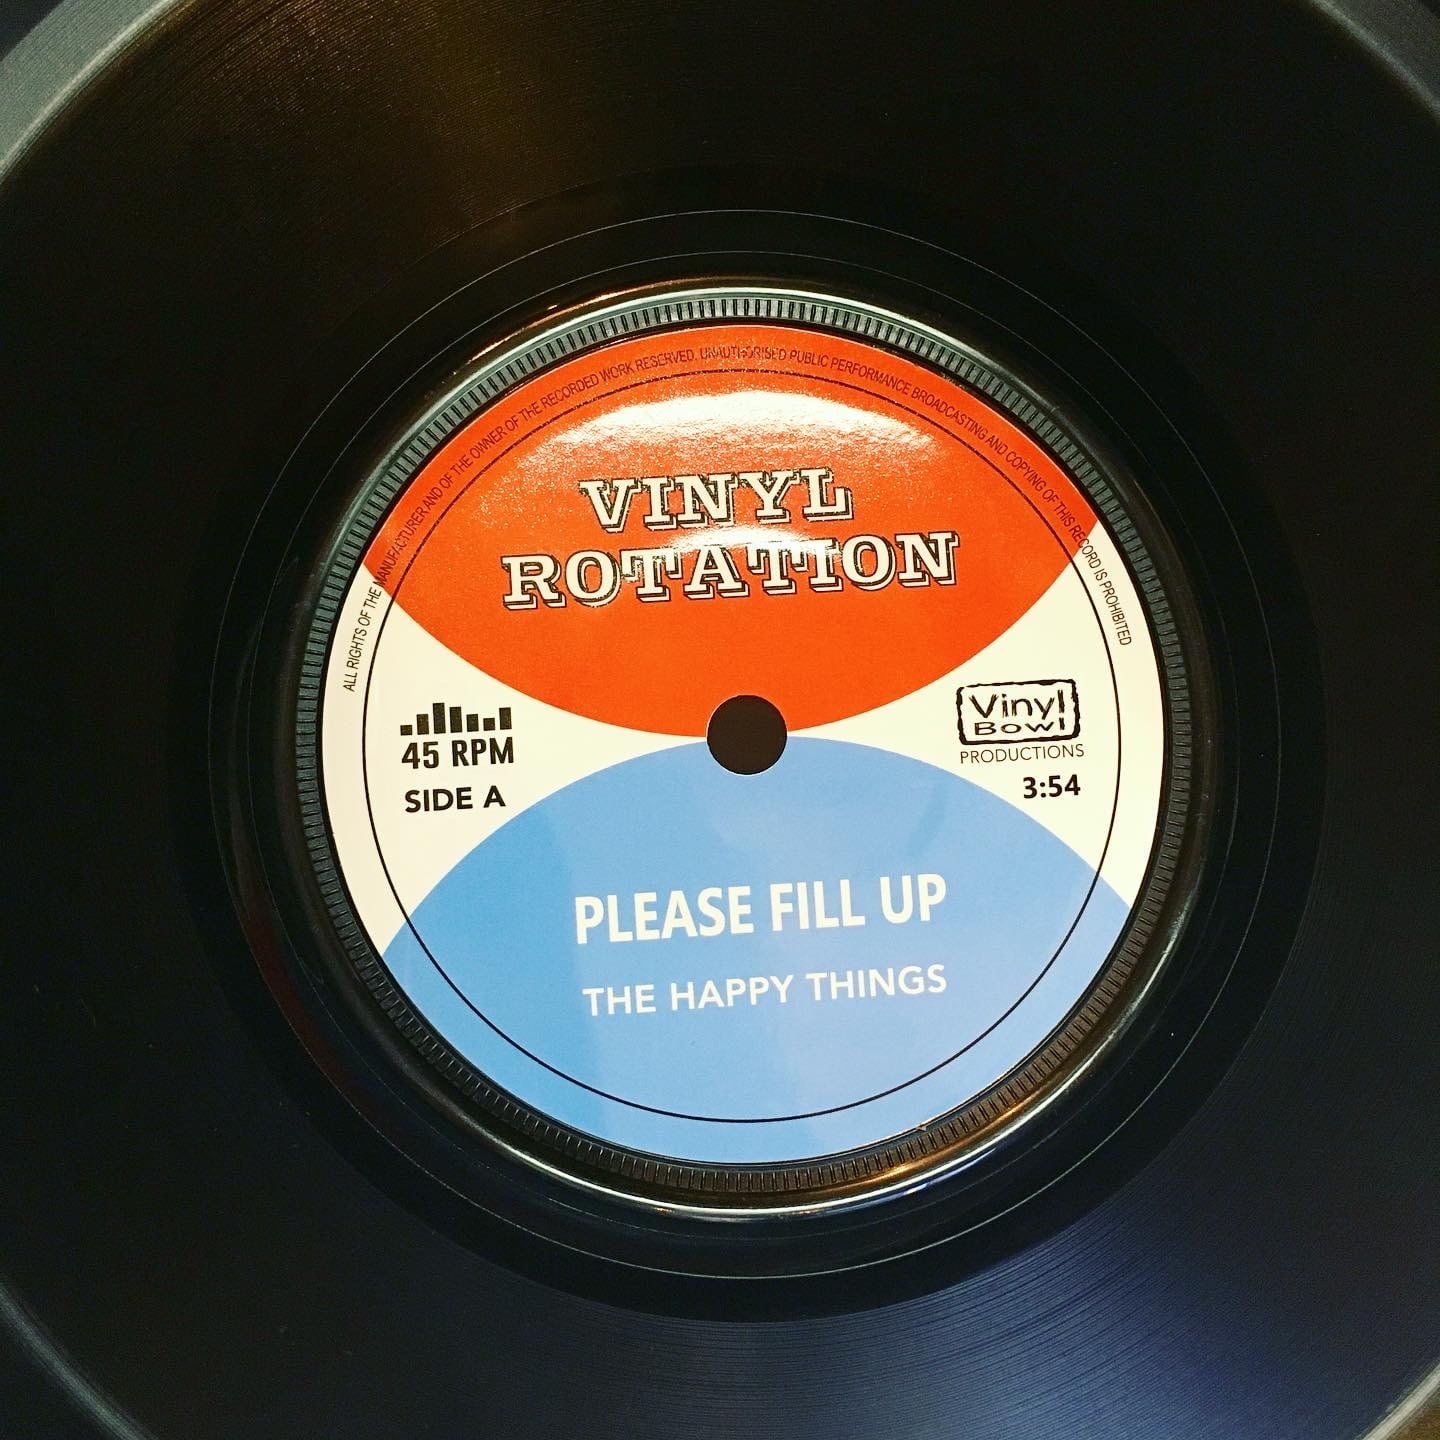 ALL RIGHTS OF THE MANUFACTURER AND OF THE OWNER OF THE RECORDED WORK RESERVED. UNAUTHORISED PUBLIC PERFORMANCE BROADCASTING AND COPYING OF THIS RECORD IS PROHIBITED
VINYL
ROTATION
45 RPM
SIDE A
Vinyl
Bowl
PRODUCTIONS
3:54
PLEASE FILL UP
THE HAPPY THINGS